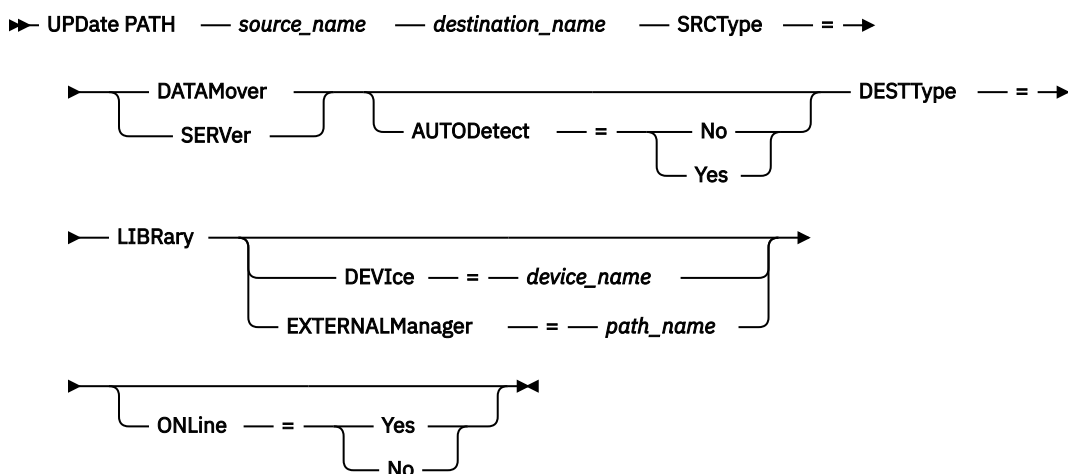 UPDate PATH source_name destination_name SRCType =
DATAMover DESTType =
SERVer AUTODetect = No
Yes
LIBRary
DEVIce = device_name
EXTERNALManager = path_name
ONLine = Yes
No